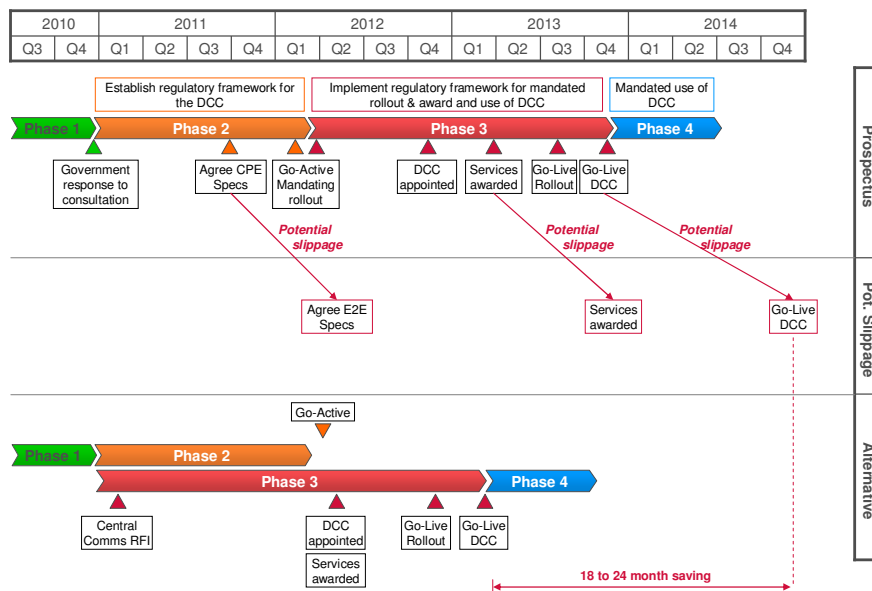 2010 2011 2012 2013 2014
Q3 Q4 Q1 Q2 Q3 Q4 Q1 Q2 Q3 Q4 Q1 Q2 Q3 Q4 Q1 Q2 Q3 Q4
Establish regulatory framework for
the DCC
Implement regulatory framework for mandated
rollout & award and use of DCC
Mandated use of
DCC
Phase 1 Phase 2 Phase 3 Phase 4
Government
response to
consultation
Agree CPE
Specs
Go-Active
Mandating
rollout
DCC
appointed
Services
awarded
Go-Live
Rollout
Go-Live
DCC
Prospectus
Potential
slippage
Potential
slippage
Potential
slippage
Agree E2E
Specs
Services
awarded
Go-Live
DCC
Pot. Slippage
Go-Active
Phase 1 Phase 2
Phase 3 Phase 4
Central
Comms RFI
DCC
appointed
Services
awarded
Go-Live
Rollout
Go-Live
DCC
Alternative
18 to 24 month saving